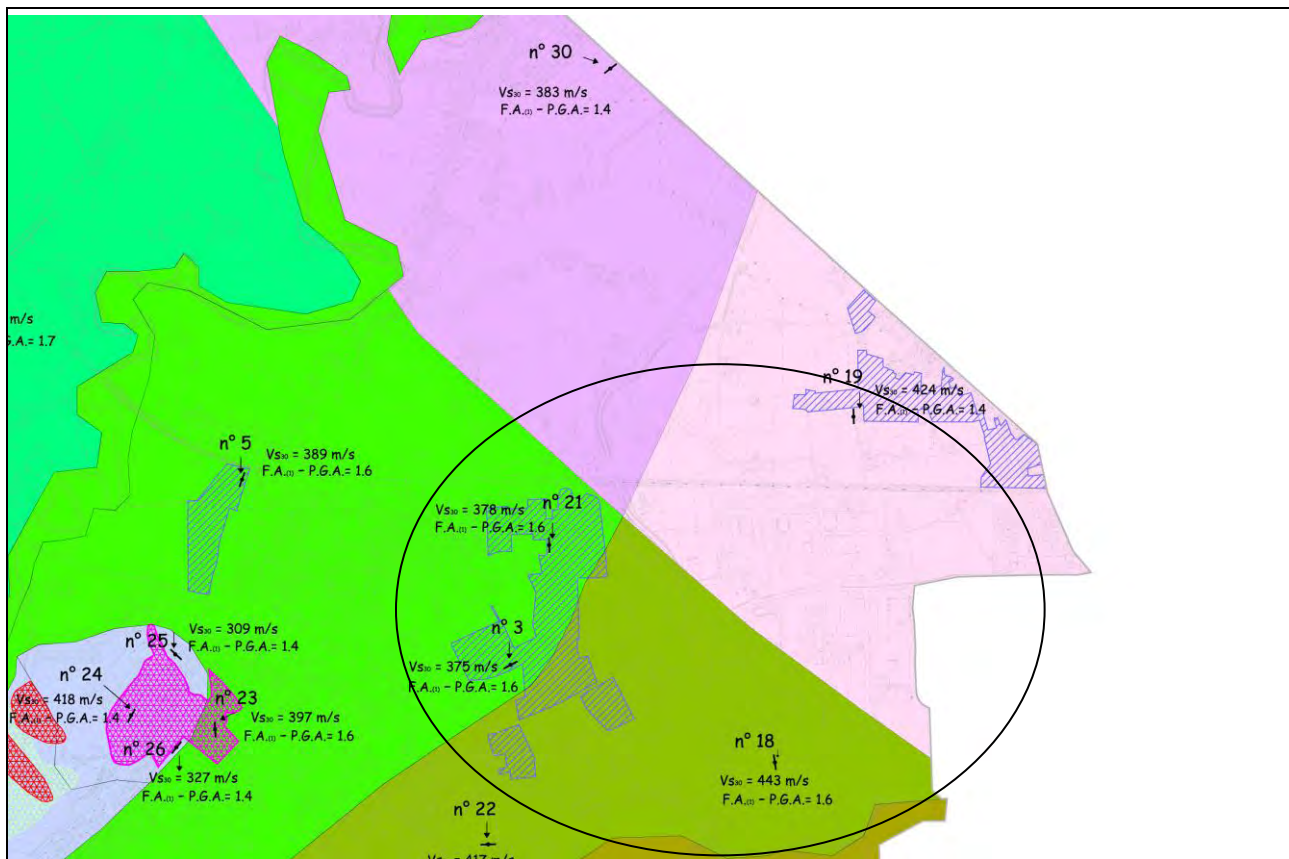 n° 30
Vs₃₀ = 383 m/s
F.A.₍₁₎ – P.G.A.= 1.4
m/s
G.A.= 1.7
n° 19
Vs₃₀ = 424 m/s
F.A.₍₁₎ – P.G.A.= 1.4
n° 5
Vs₃₀ = 389 m/s
F.A.₍₁₎ – P.G.A.= 1.6
n° 21
Vs₃₀ = 378 m/s
F.A.₍₁₎ – P.G.A.= 1.6
n° 3
Vs₃₀ = 375 m/s
F.A.₍₁₎ – P.G.A.= 1.6
n° 25
Vs₃₀ = 309 m/s
F.A.₍₁₎ – P.G.A.= 1.4
n° 24
Vs₃₀ = 418 m/s
F.A.₍₁₎ – P.G.A.= 1.4
n° 23
Vs₃₀ = 397 m/s
F.A.₍₁₎ – P.G.A.= 1.6
n° 26
Vs₃₀ = 327 m/s
F.A.₍₁₎ – P.G.A.= 1.4
n° 18
Vs₃₀ = 443 m/s
F.A.₍₁₎ – P.G.A.= 1.6
n° 22
Vs₃₀ = 417 m/s